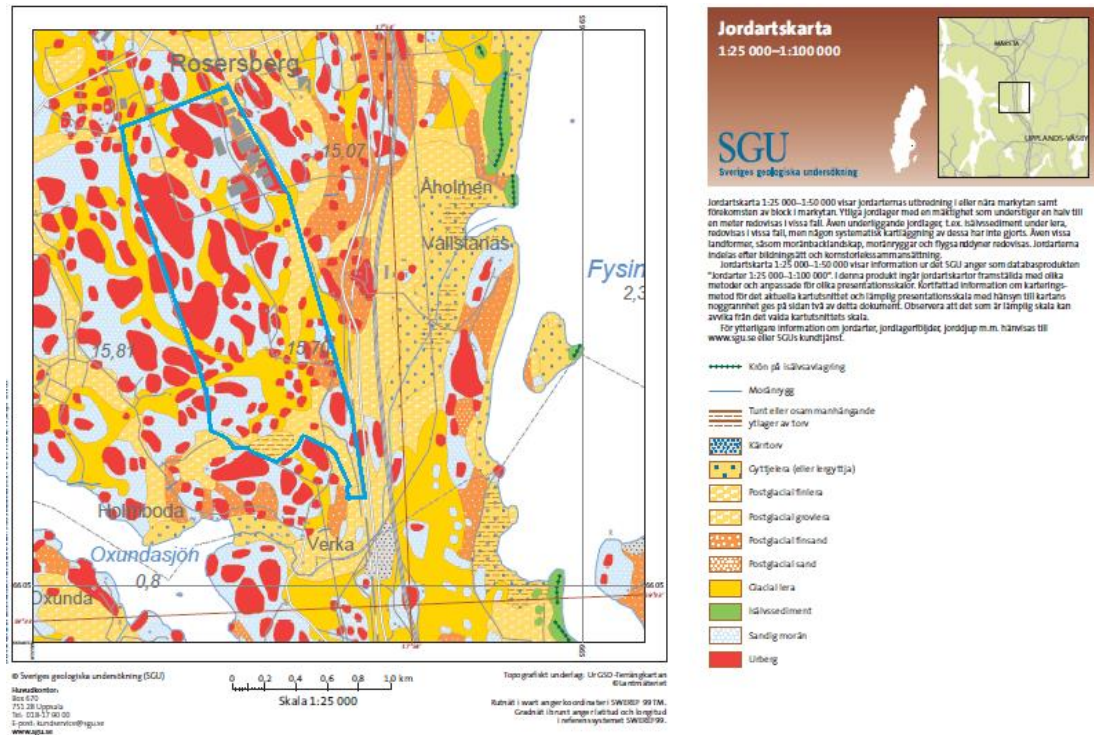 Rosersberg
15,07
Åholmen
Vallstanäs
Fysin
2,3
15,81
15,70
Holmboda
Oxundasjön
0,8
Verka
Oxunda
6605
6605
© Sveriges geologiska undersökning (SGU)
Huvudkontor:
Box 670
751 28 Uppsala
Tel: 018-17 90 00
E-post: kundservice@sgu.se
www.sgu.se
0 0,2 0,4 0,6 0,8 1,0 km
Skala 1:25 000
Topografiskt underlag: Ur GSD-Terrängkartan
©Lantmäteriet
Rutnät i svart anger koordinater i SWEREF 99 TM.
Gradnät i brunt anger latitud och longitud
i referenssystemet SWEREF99.
Jordartskarta
1:25 000–1:100 000
MÄRSTA
UPPLANDS-VÄSBY
SGU
Sveriges geologiska undersökning
Jordartskarta 1:25 000–1:50 000 visar jordarternas utbredning i eller nära markytan samt
förekomsten av block i markytan. Ytliga jordlager med en mäktighet som understiger en halv till
en meter redovisas i vissa fall. Även underliggande jordlager, t.ex. isälvssediment under lera,
redovisas i vissa fall, men någon systematisk kartläggning av dessa har inte gjorts. Även vissa
landformer, såsom moränbacklandskap, moränryggar och flygsanddyner redovisas. Jordarterna
indelas efter bildningsätt och kornstorlekssammansättning.
Jordartskarta 1:25 000–1:50 000 visar information ur det SGU anger som databasprodukten
"Jordarter 1:25 000–1:100 000". I denna produkt ingår jordartskartor framställda med olika
metoder och anpassade för olika presentationsskalor. Kortfattad information om karterings-
metod för det aktuella kartutsnittet och lämplig presentationsskala med hänsyn till kartans
noggrannhet ges på sidan två av detta dokument. Observera att det som är lämplig skala kan
avvika från det valda kartutsnittets skala.
För ytterligare information om jordarter, jordlagerföljder, jorddjup m.m. hänvisas till
www.sgu.se eller SGUs kundtjänst.
Krön på isälvsavlagring
Moränrygg
Tunt eller osammanhängande
ytlager av torv
Kärrtorv
Gyttjelera (eller lergyttja)
Postglacial finlera
Postglacial grovlera
Postglacial finsand
Postglacial sand
Glacial lera
Isälvssediment
Sandig morän
Urberg